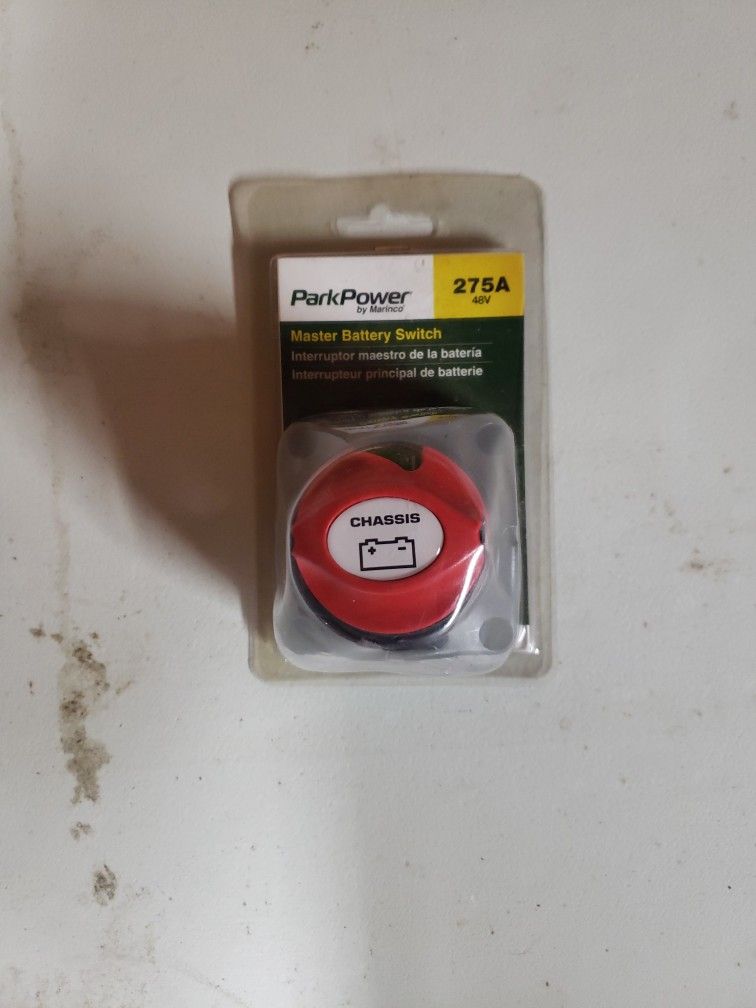 ParkPower
by Marinco
275A
48V
Master Battery Switch
Interruptor maestro de la batería
Interrupteur principal de batterie
CHASSIS
+ -